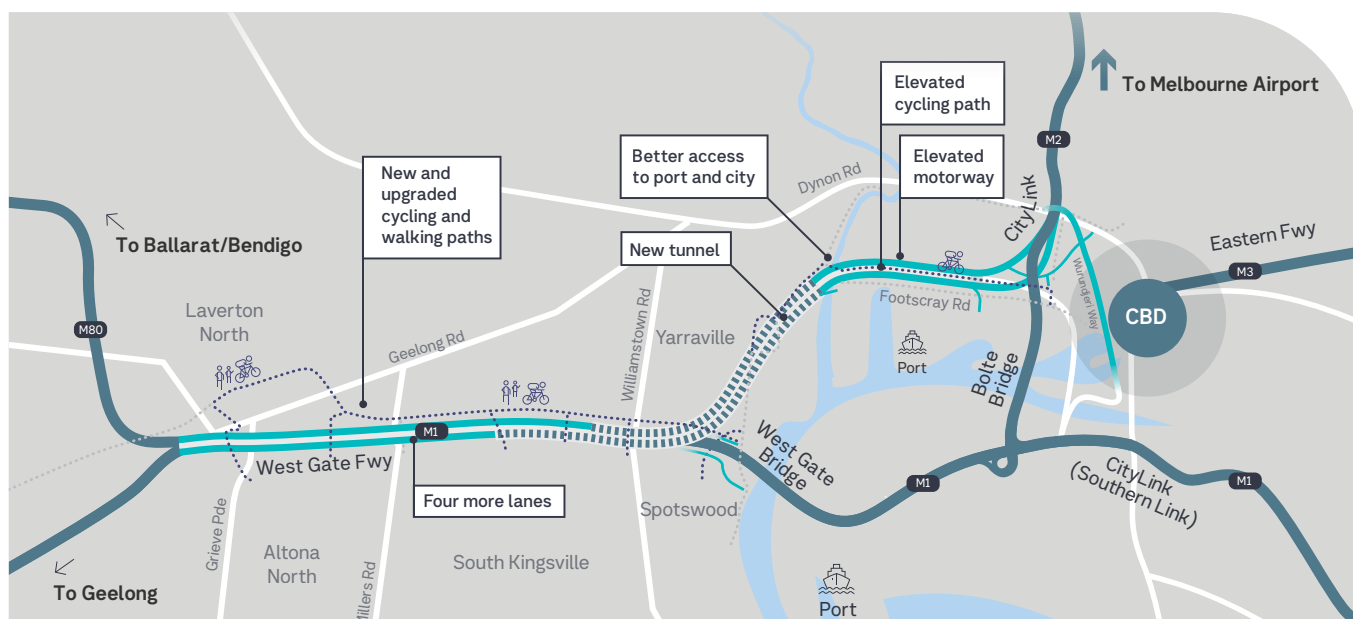 To Melbourne Airport
Elevated
cycling path
M2
Better access
to port and city
Elevated
motorway
New and
upgraded
cycling and
walking paths
Dynon Rd
CityLink
To Ballarat/Bendigo
New tunnel
Eastern Fwy
M3
Wurundjeri Way
Footscray Rd
CBD
Laverton
North
M80
Geelong Rd
Williamstown Rd
Yarraville
Port
Bolte
Bridge
M1
West Gate Fwy
West Gate
Bridge
Four more lanes
Spotswood
M1
CityLink
(Southern Link)
M1
Grieve Pde
Altona
North
Millers Rd
South Kingsville
To Geelong
Port